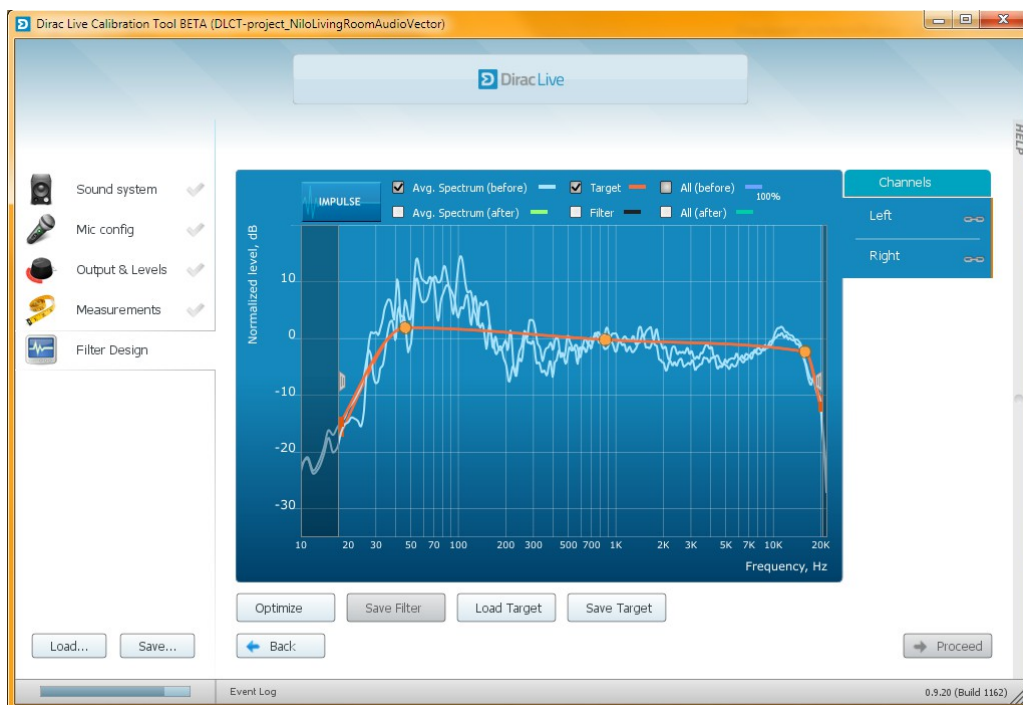 Dirac Live Calibration Tool BETA (DLCT-project_NiloLivingRoomAudioVector)
Dirac Live
HELP
Sound system
Mic config
Output & Levels
Measurements
Filter Design
IMPULSE
Avg. Spectrum (before)
Target
All (before)
100%
Avg. Spectrum (after)
Filter
All (after)
Channels
Left
Right
Normalized level, dB
10
0
-10
-20
-30
10 20 30 50 70 100 200 300 500 700 1K 2K 3K 5K 7K 10K 20K
Frequency, Hz
Optimize
Save Filter
Load Target
Save Target
Load...
Save...
Back
Proceed
Event Log
0.9.20 (Build 1162)